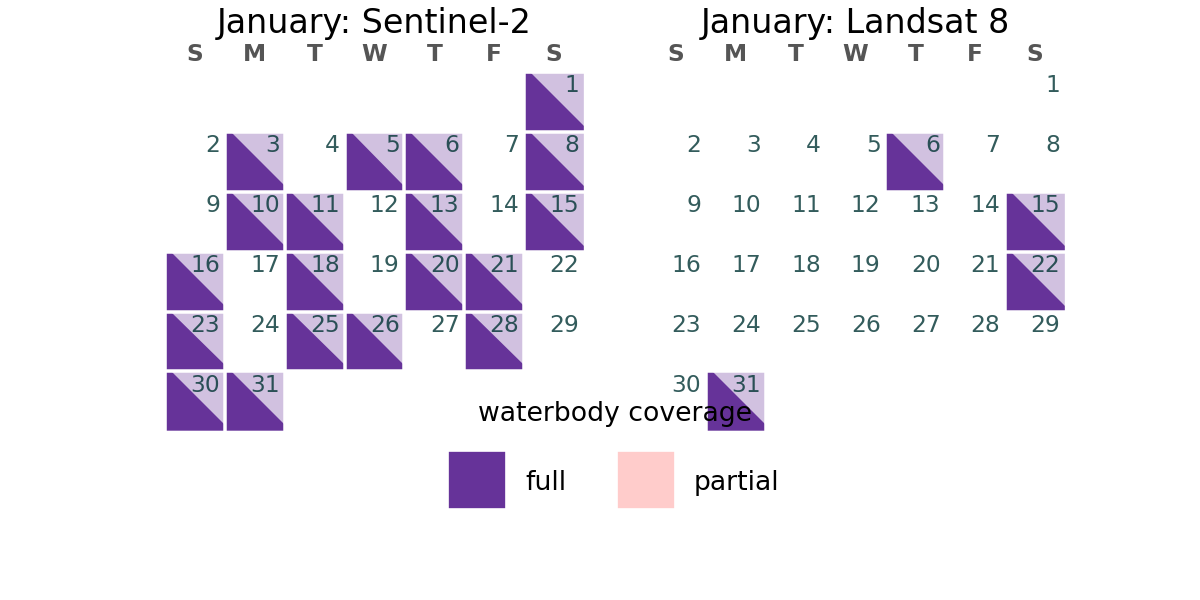 January: Sentinel-2
S M T W T F S
1
2 3 4 5 6 7 8
9 10 11 12 13 14 15
16 17 18 19 20 21 22
23 24 25 26 27 28 29
30 31
January: Landsat 8
S M T W T F S
1
2 3 4 5 6 7 8
9 10 11 12 13 14 15
16 17 18 19 20 21 22
23 24 25 26 27 28 29
30 31
waterbody coverage
full partial